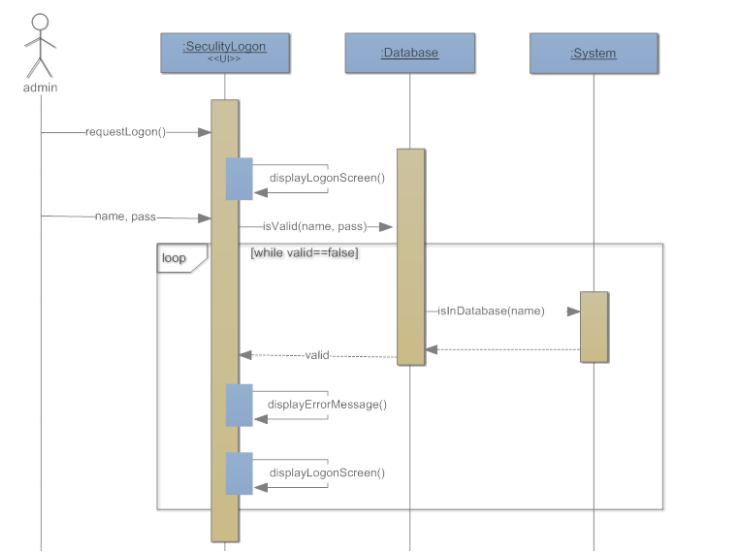 :SeculityLogon
<<UI>>
:Database
:System
admin
requestLogon()
displayLogonScreen()
name, pass
isValid(name, pass)
loop
[while valid==false]
isInDatabase(name)
valid
displayErrorMessage()
displayLogonScreen()